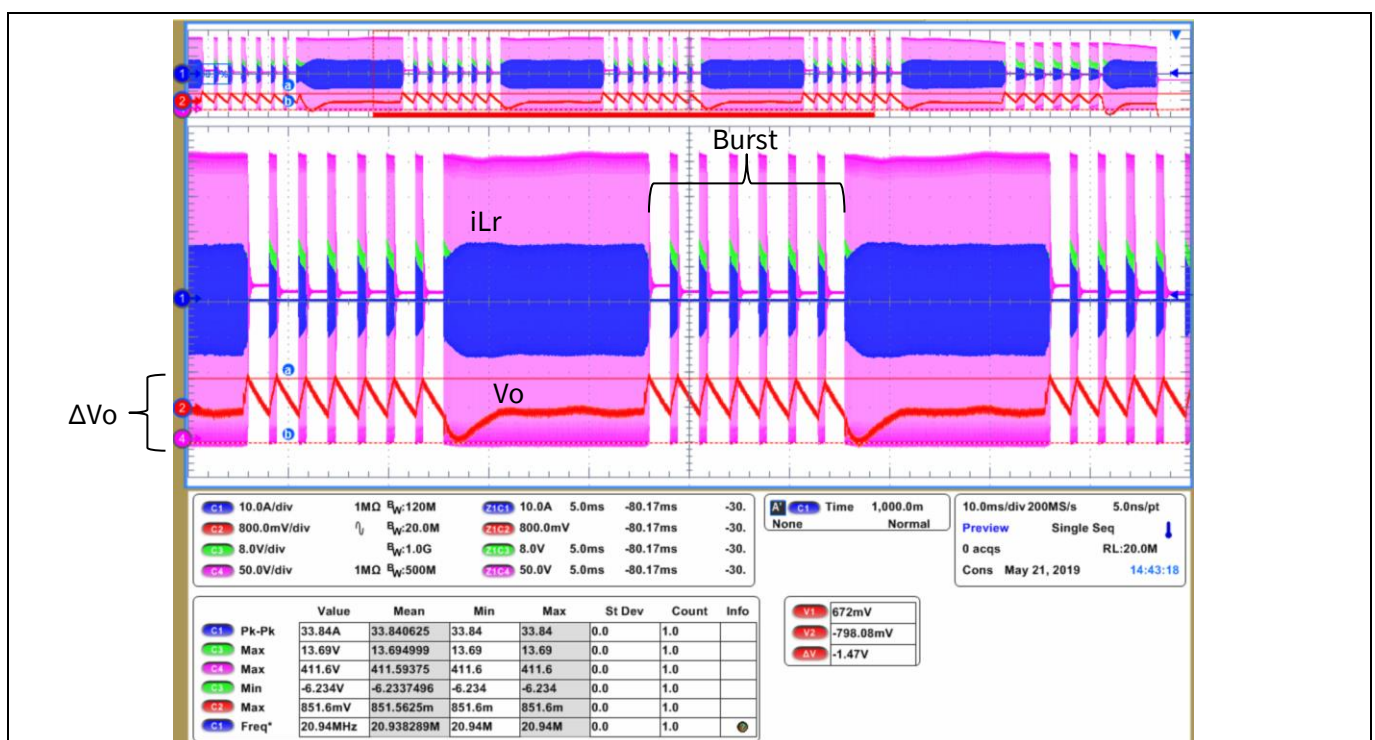 1
2
a
b
Burst
iLr
1
a
Vo
ΔVo
2
4
b
C1 10.0A/div 1MΩ BW:120M Z1C1 10.0A 5.0ms -80.17ms -30.
C2 800.0mV/div BW:20.0M Z1C2 800.0mV -80.17ms -30.
C3 8.0V/div BW:1.0G Z1C3 8.0V 5.0ms -80.17ms -30.
C4 50.0V/div 1MΩ BW:500M Z1C4 50.0V 5.0ms -80.17ms -30.
A' C1 Time 1,000.0m
None Normal
10.0ms/div 200MS/s 5.0ns/pt
Preview Single Seq
0 acqs RL:20.0M
Cons May 21, 2019 14:43:18
Value Mean Min Max St Dev Count Info
C1 Pk-Pk 33.84A 33.840625 33.84 33.84 0.0 1.0
C3 Max 13.69V 13.694999 13.69 13.69 0.0 1.0
C4 Max 411.6V 411.59375 411.6 411.6 0.0 1.0
C3 Min -6.234V -6.2337496 -6.234 -6.234 0.0 1.0
C2 Max 851.6mV 851.5625m 851.6m 851.6m 0.0 1.0
C1 Freq* 20.94MHz 20.938289M 20.94M 20.94M 0.0 1.0
V1 672mV
V2 -798.08mV
ΔV -1.47V